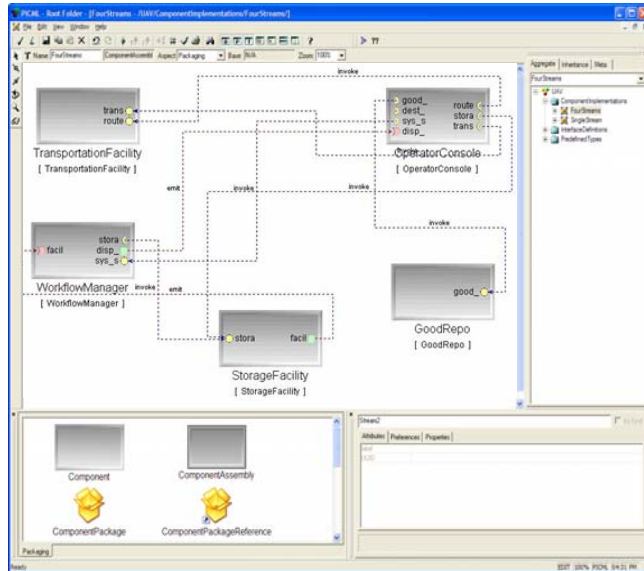 PICML - Root Folder - [FourStreams - /UAV/ComponentImplementations/FourStreams/]
File Edit View Window Help
Name FourStreams ComponentAssembl Aspect Packaging Base N/A Zoom 100%
Aggregate Inheritance Meta
FourStreams
UAV
ComponentImplementations
FourStreams
SingleStream
InterfaceDefinitions
PredefinedTypes
invoke
trans
route
TransportationFacility
[ TransportationFacility ]
good_
dest_
sys_s
disp_
route
stora
trans
OperatorConsole
[ OperatorConsole ]
emit
invoke
invoke
invoke
facil
stora
disp_
sys_s
WorkflowManager
[ WorkflowManager ]
invoke
emit
good_
GoodRepo
[ GoodRepo ]
stora
facil
StorageFacility
[ StorageFacility ]
Component
ComponentAssembly
ComponentPackage
ComponentPackageReference
Packaging
Stream2
Attributes Preferences Properties
Ready
EDIT 100% PICML 04:31 PM